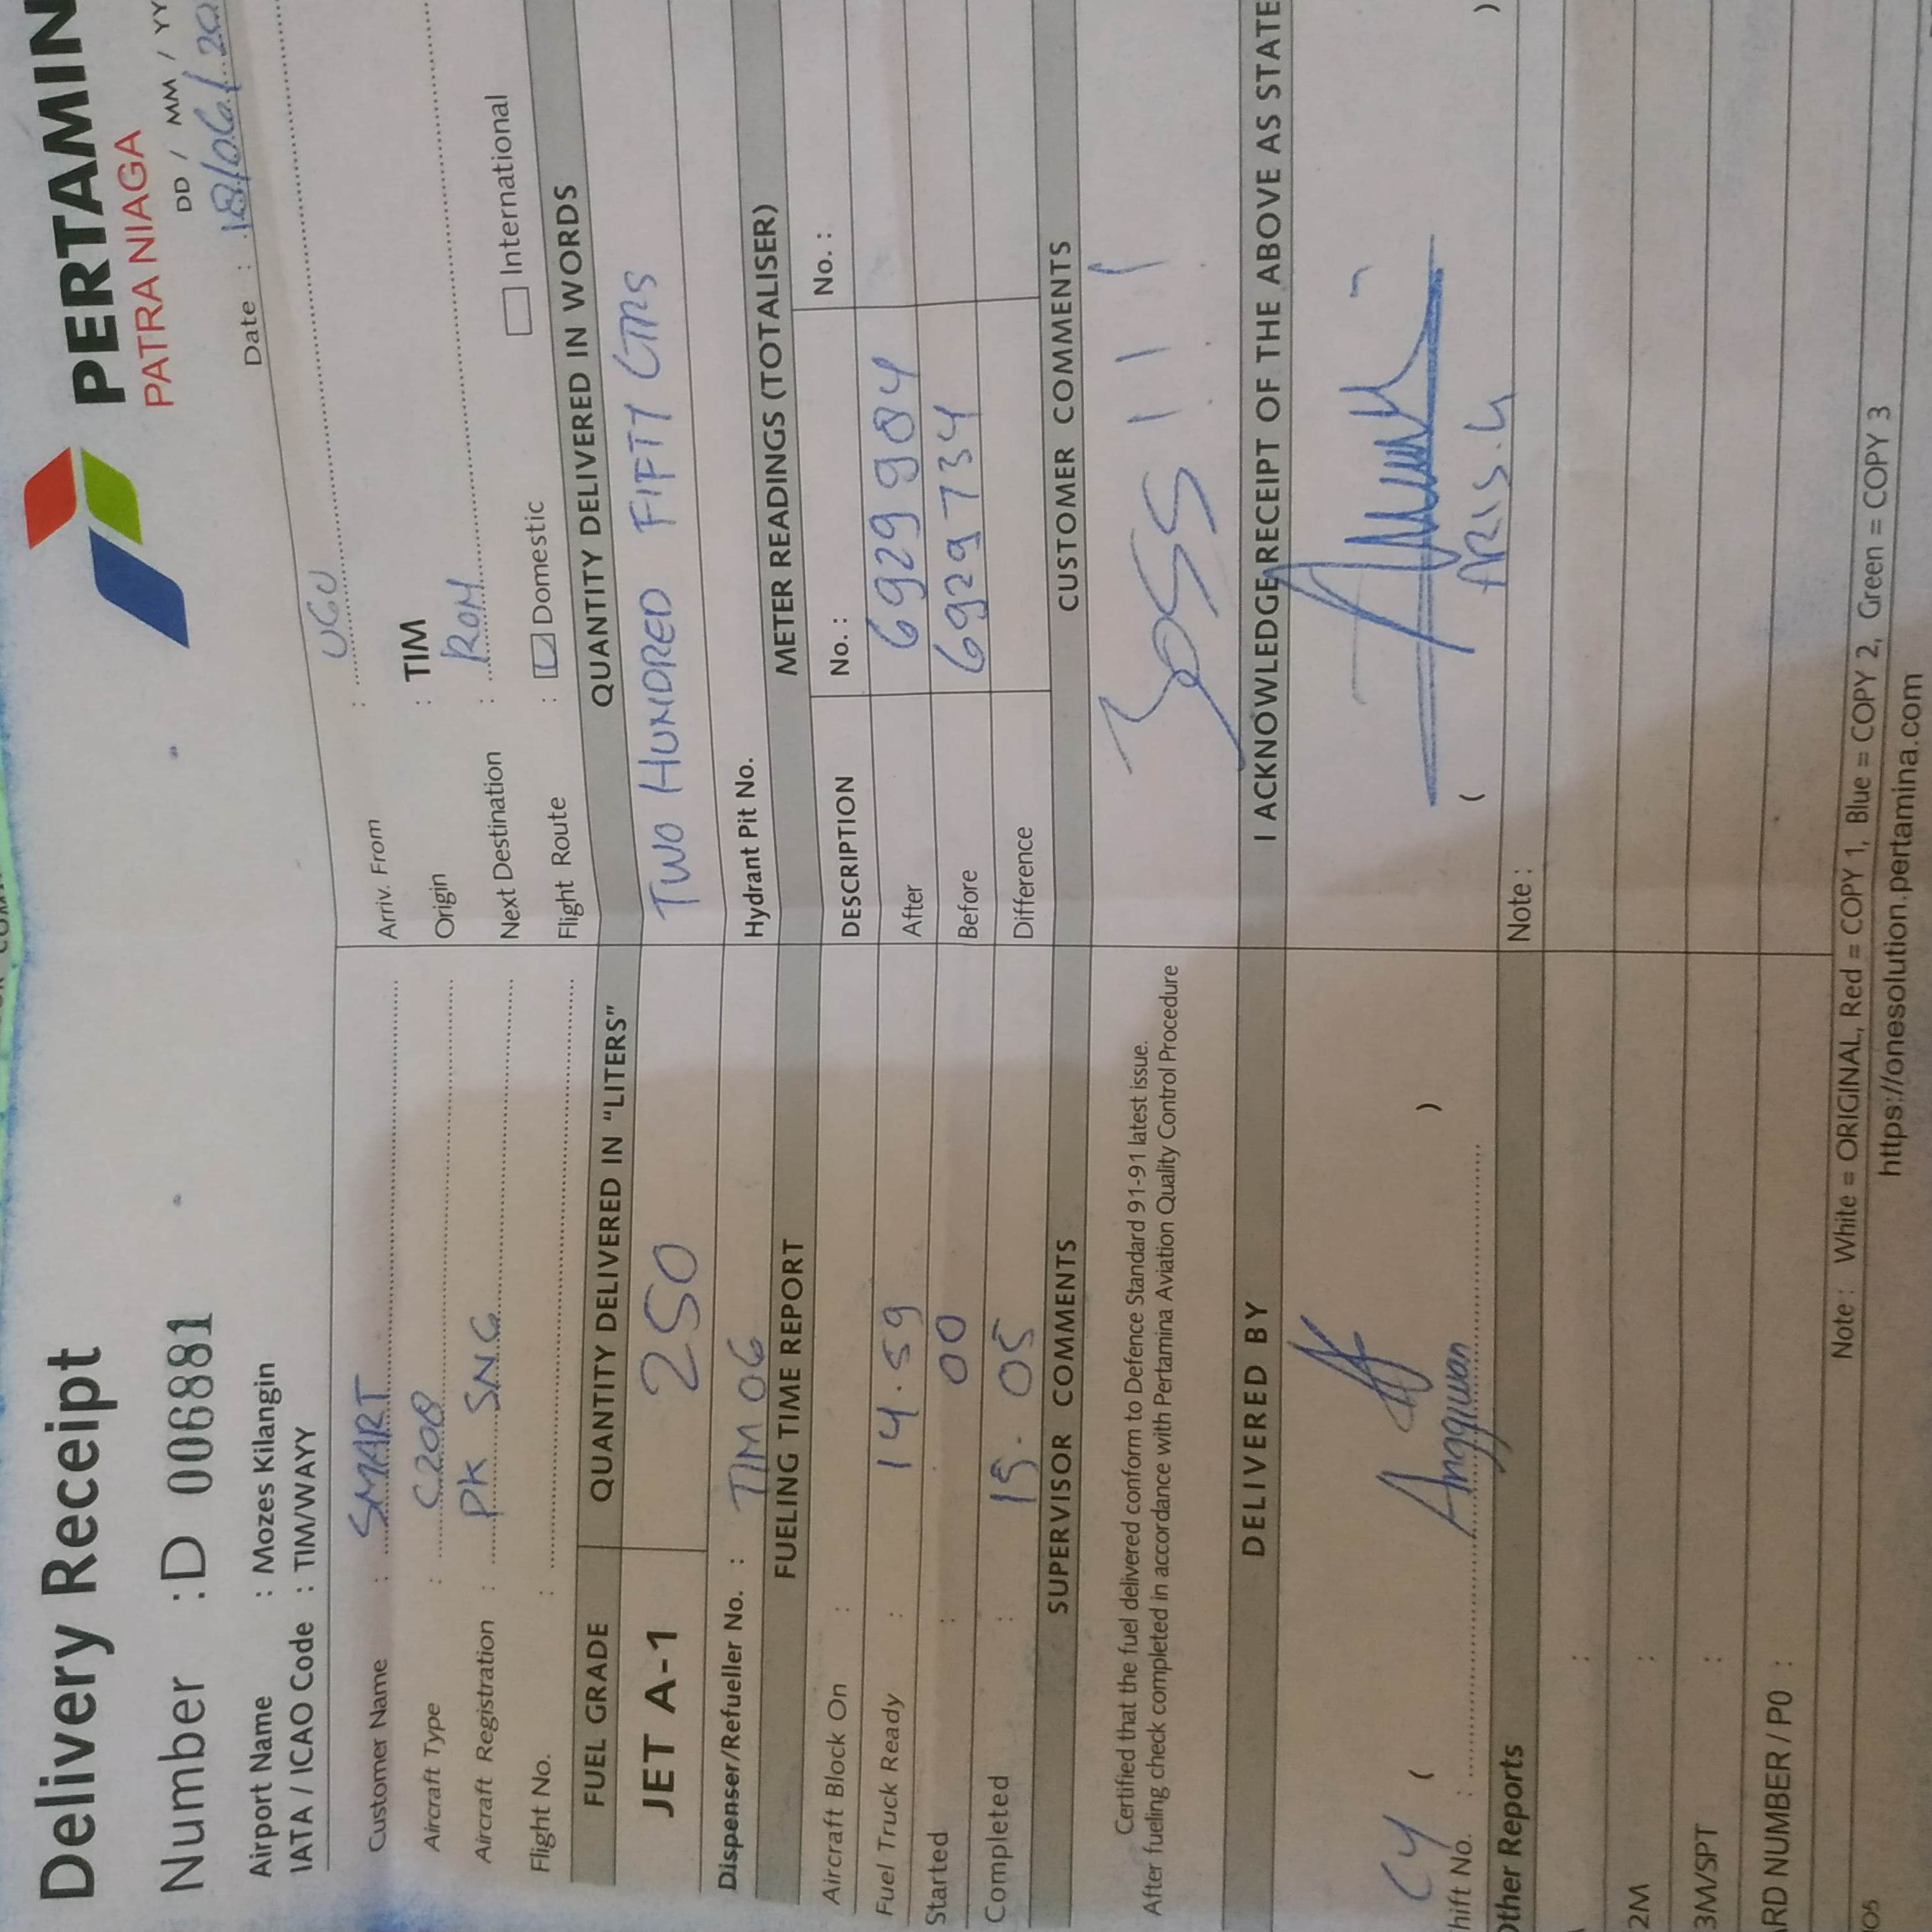 Delivery Receipt
PERTAMIN
PATRA NIAGA
Number :D 006881
DD / MM / YY
Date : 18/06/20
Airport Name : Mozes Kilangin
IATA / ICAO Code : TIM/WAYY
Customer Name : SMART
Aircraft Type : C208
Aircraft Registration : PK SNG
Flight No. :
Arriv. From : UGU
Origin : TIM
Next Destination : ROM
Flight Route : Domestic International
FUEL GRADE QUANTITY DELIVERED IN "LITERS" QUANTITY DELIVERED IN WORDS
JET A-1 250 TWO HUNDRED FIFTY LTRS
Dispenser/Refueller No. : TIM 06 Hydrant Pit No.
FUELING TIME REPORT METER READINGS (TOTALISER)
Aircraft Block On : DESCRIPTION No. : No. :
Fuel Truck Ready : 14.59 After 6929984
Started : 00 Before 6929734
Completed : 15.05 Difference
SUPERVISOR COMMENTS CUSTOMER COMMENTS
Certified that the fuel delivered conform to Defence Standard 91-91 latest issue.
After fueling check completed in accordance with Pertamina Aviation Quality Control Procedure
DELIVERED BY I ACKNOWLEDGE RECEIPT OF THE ABOVE AS STATE
( Anggwan ) ( ARIS.L )
hift No. :
Other Reports Note :
2M :
3M/SPT :
ARD NUMBER / P0 :
Note : White = ORIGINAL, Red = COPY 1, Blue = COPY 2, Green = COPY 3
https://onesolution.pertamina.com